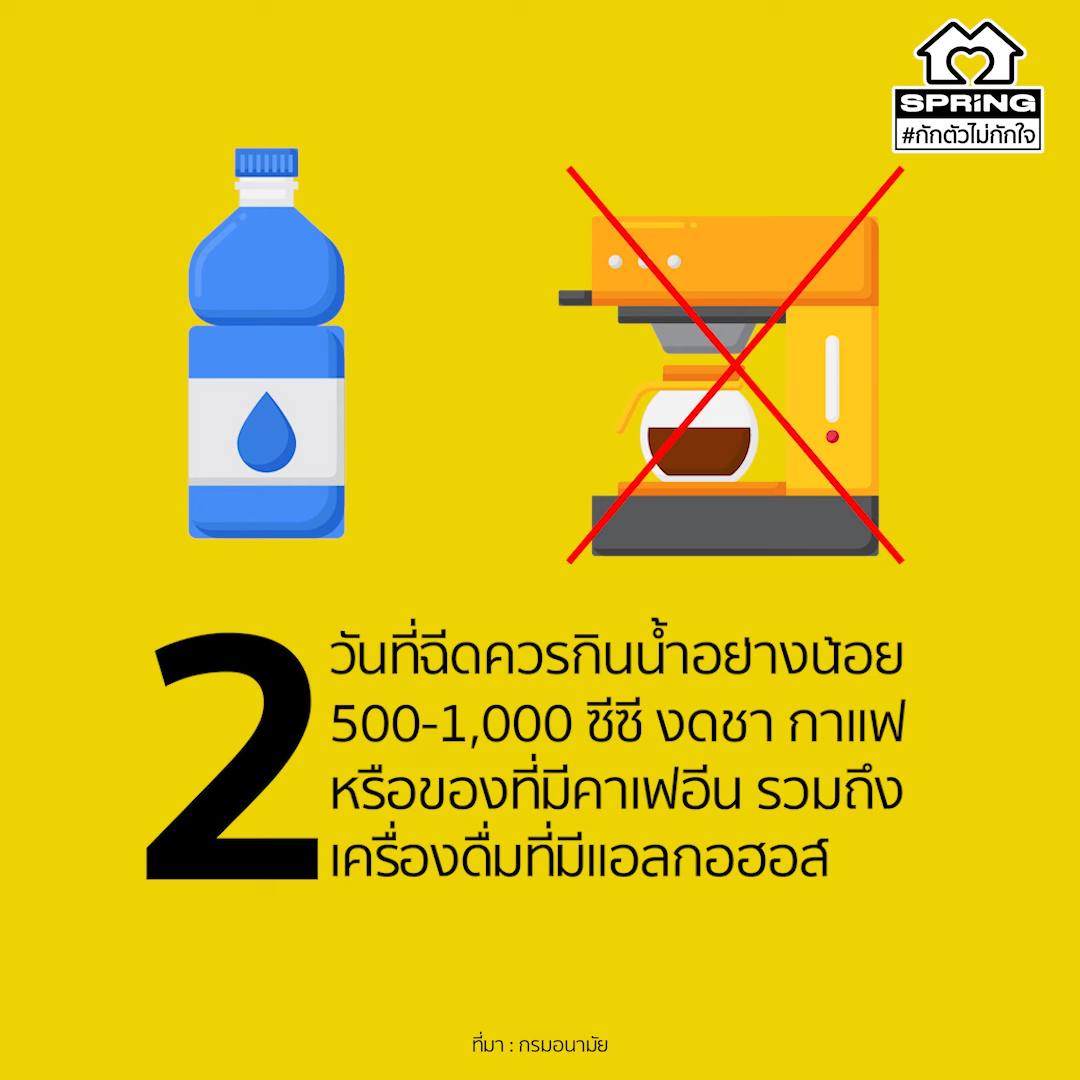 SPRiNG
#กักตัวไม่กักใจ
2
วันที่ฉีดควรกินน้ำอย่างน้อย
500-1,000 ซีซี งดชา กาแฟ
หรือของที่มีคาเฟอีน รวมถึง
เครื่องดื่มที่มีแอลกอฮอล์
ที่มา : กรมอนามัย